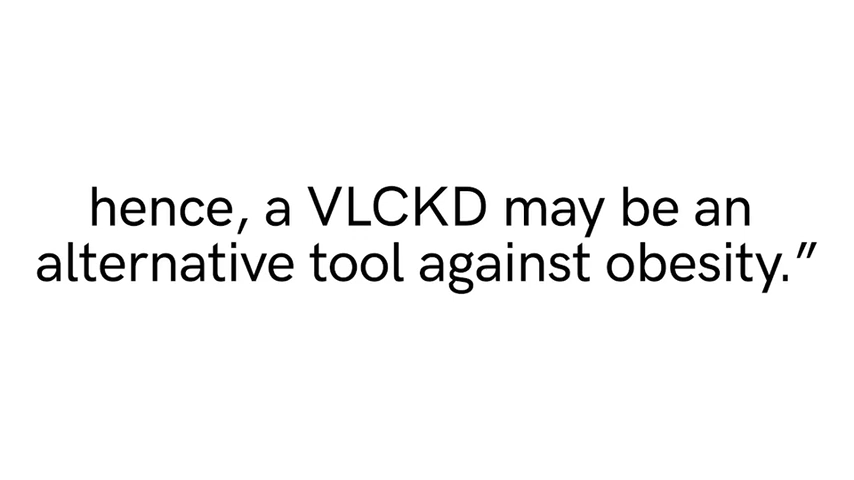 hence, a VLCKD may be an
alternative tool against obesity.”